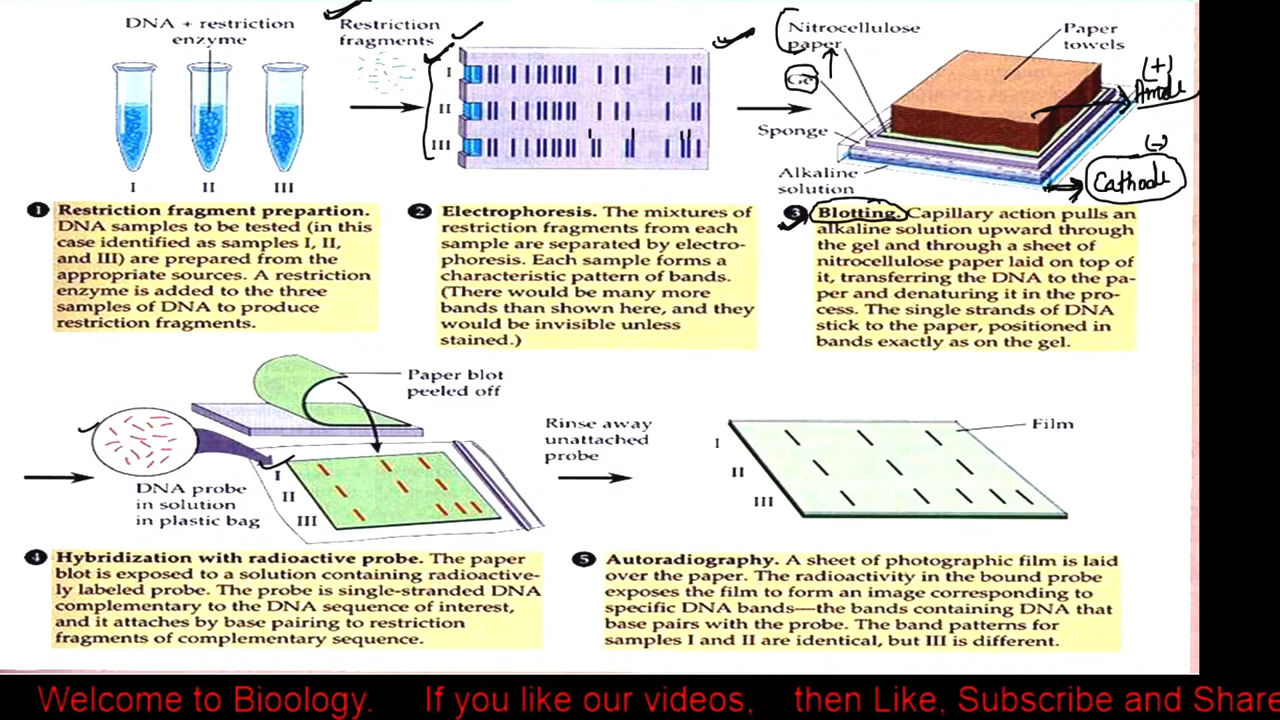 DNA + restriction
enzyme
Restriction
fragments
I
II
III
I
II
III
Nitrocellulose
paper
Gel
Sponge
Alkaline
solution
Paper
towels
(+)
Anode
(-)
Cathode
1 Restriction fragment prepartion.
DNA samples to be tested (in this
case identified as samples I, II,
and III) are prepared from the
appropriate sources. A restriction
enzyme is added to the three
samples of DNA to produce
restriction fragments.
2 Electrophoresis. The mixtures of
restriction fragments from each
sample are separated by electro-
phoresis. Each sample forms a
characteristic pattern of bands.
(There would be many more
bands than shown here, and they
would be invisible unless
stained.)
3 Blotting. Capillary action pulls an
alkaline solution upward through
the gel and through a sheet of
nitrocellulose paper laid on top of
it, transferring the DNA to the pa-
per and denaturing it in the pro-
cess. The single strands of DNA
stick to the paper, positioned in
bands exactly as on the gel.
Paper blot
peeled off
DNA probe
in solution
in plastic bag
I
II
III
Rinse away
unattached
probe
I
II
III
Film
4 Hybridization with radioactive probe. The paper
blot is exposed to a solution containing radioactive-
ly labeled probe. The probe is single-stranded DNA
complementary to the DNA sequence of interest,
and it attaches by base pairing to restriction
fragments of complementary sequence.
5 Autoradiography. A sheet of photographic film is laid
over the paper. The radioactivity in the bound probe
exposes the film to form an image corresponding to
specific DNA bands—the bands containing DNA that
base pairs with the probe. The band patterns for
samples I and II are identical, but III is different.
Welcome to Bioology. If you like our videos, then Like, Subscribe and Share